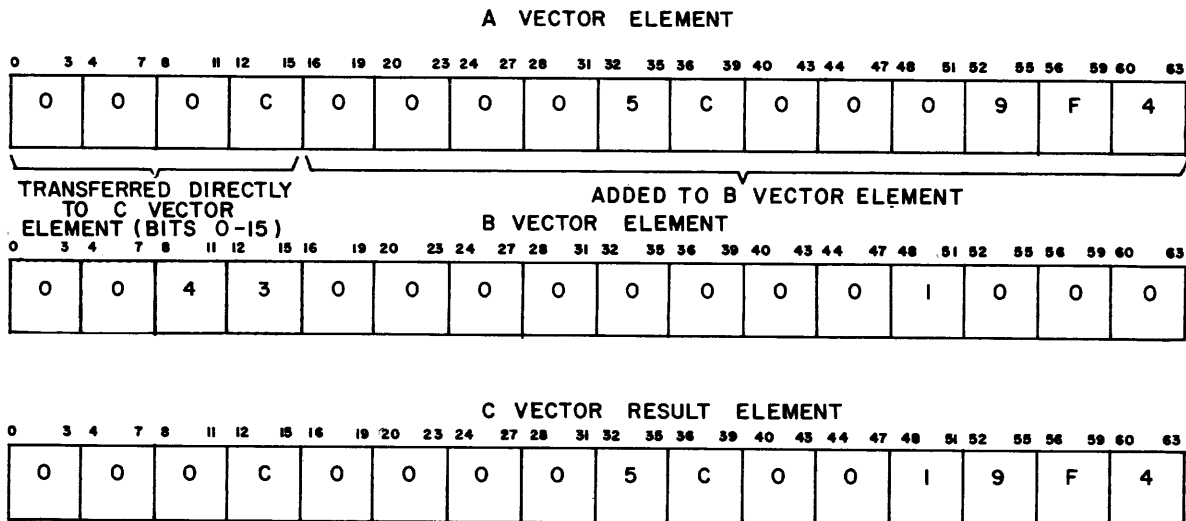 A VECTOR ELEMENT
0 3 4 7 8 11 12 15 16 19 20 23 24 27 28 31 32 35 36 39 40 43 44 47 48 51 52 55 56 59 60 63
0 0 0 C 0 0 0 0 5 C 0 0 0 9 F 4
TRANSFERRED DIRECTLY
TO C VECTOR
ELEMENT (BITS 0-15)
ADDED TO B VECTOR ELEMENT
B VECTOR ELEMENT
0 3 4 7 8 11 12 15 16 19 20 23 24 27 28 31 32 35 36 39 40 43 44 47 48 51 52 55 56 59 60 63
0 0 4 3 0 0 0 0 0 0 0 0 1 0 0 0
C VECTOR RESULT ELEMENT
0 3 4 7 8 11 12 15 16 19 20 23 24 27 28 31 32 35 36 39 40 43 44 47 48 51 52 55 56 59 60 63
0 0 0 C 0 0 0 0 5 C 0 0 1 9 F 4